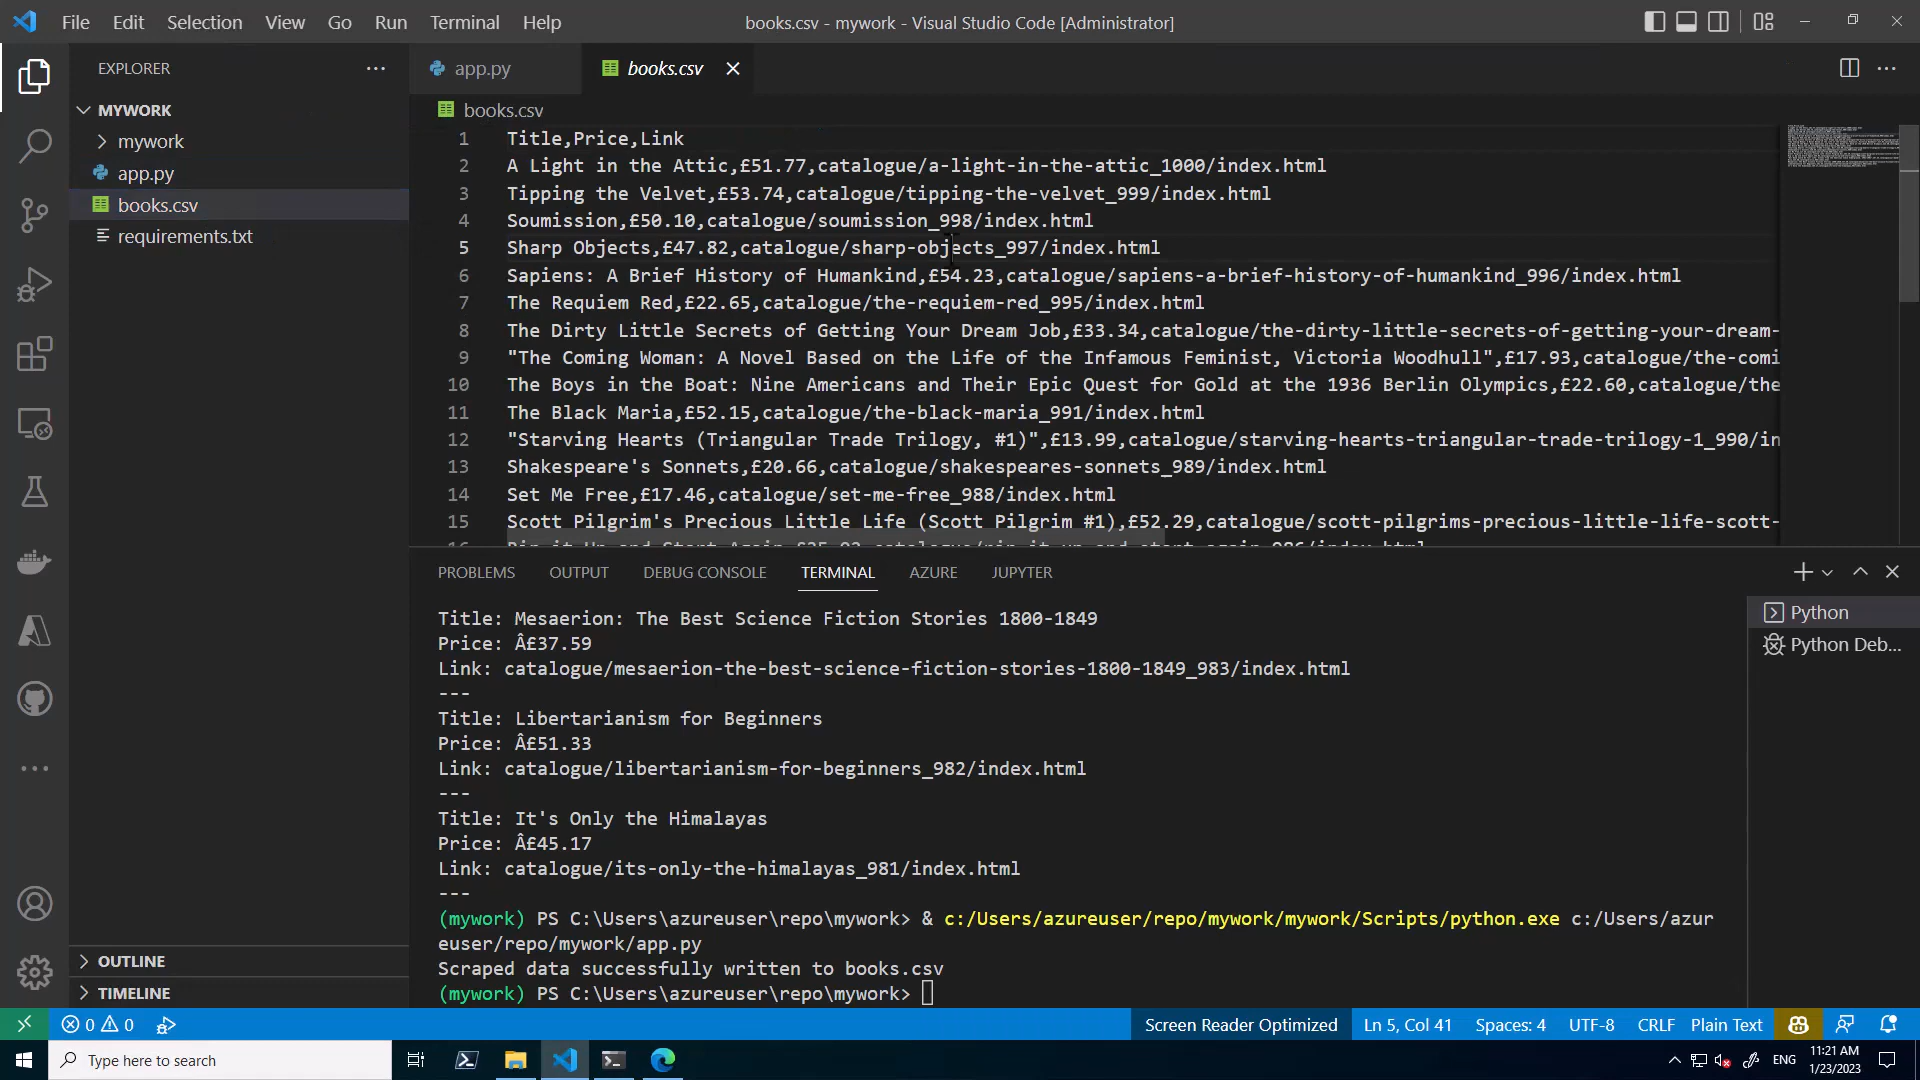 File Edit Selection View Go Run Terminal Help
books.csv - mywork - Visual Studio Code [Administrator]
EXPLORER
MYWORK
mywork
app.py
books.csv
requirements.txt
OUTLINE
TIMELINE
app.py
books.csv
books.csv
1 Title,Price,Link
2 A Light in the Attic,£51.77,catalogue/a-light-in-the-attic_1000/index.html
3 Tipping the Velvet,£53.74,catalogue/tipping-the-velvet_999/index.html
4 Soumission,£50.10,catalogue/soumission_998/index.html
5 Sharp Objects,£47.82,catalogue/sharp-objects_997/index.html
6 Sapiens: A Brief History of Humankind,£54.23,catalogue/sapiens-a-brief-history-of-humankind_996/index.html
7 The Requiem Red,£22.65,catalogue/the-requiem-red_995/index.html
8 The Dirty Little Secrets of Getting Your Dream Job,£33.34,catalogue/the-dirty-little-secrets-of-getting-your-dream-
9 "The Coming Woman: A Novel Based on the Life of the Infamous Feminist, Victoria Woodhull",£17.93,catalogue/the-comi
10 The Boys in the Boat: Nine Americans and Their Epic Quest for Gold at the 1936 Berlin Olympics,£22.60,catalogue/the
11 The Black Maria,£52.15,catalogue/the-black-maria_991/index.html
12 "Starving Hearts (Triangular Trade Trilogy, #1)",£13.99,catalogue/starving-hearts-triangular-trade-trilogy-1_990/in
13 Shakespeare's Sonnets,£20.66,catalogue/shakespeares-sonnets_989/index.html
14 Set Me Free,£17.46,catalogue/set-me-free_988/index.html
15 Scott Pilgrim's Precious Little Life (Scott Pilgrim #1),£52.29,catalogue/scott-pilgrims-precious-little-life-scott-
PROBLEMS OUTPUT DEBUG CONSOLE TERMINAL AZURE JUPYTER
Title: Mesaerion: The Best Science Fiction Stories 1800-1849
Price: Â£37.59
Link: catalogue/mesaerion-the-best-science-fiction-stories-1800-1849_983/index.html
---
Title: Libertarianism for Beginners
Price: Â£51.33
Link: catalogue/libertarianism-for-beginners_982/index.html
---
Title: It's Only the Himalayas
Price: Â£45.17
Link: catalogue/its-only-the-himalayas_981/index.html
---
(mywork) PS C:\Users\azureuser\repo\mywork> & c:/Users/azureuser/repo/mywork/mywork/Scripts/python.exe c:/Users/azur
euser/repo/mywork/app.py
Scraped data successfully written to books.csv
(mywork) PS C:\Users\azureuser\repo\mywork>
Python
Python Deb...
0 0
Screen Reader Optimized Ln 5, Col 41 Spaces: 4 UTF-8 CRLF Plain Text
Type here to search
ENG
11:21 AM
1/23/2023